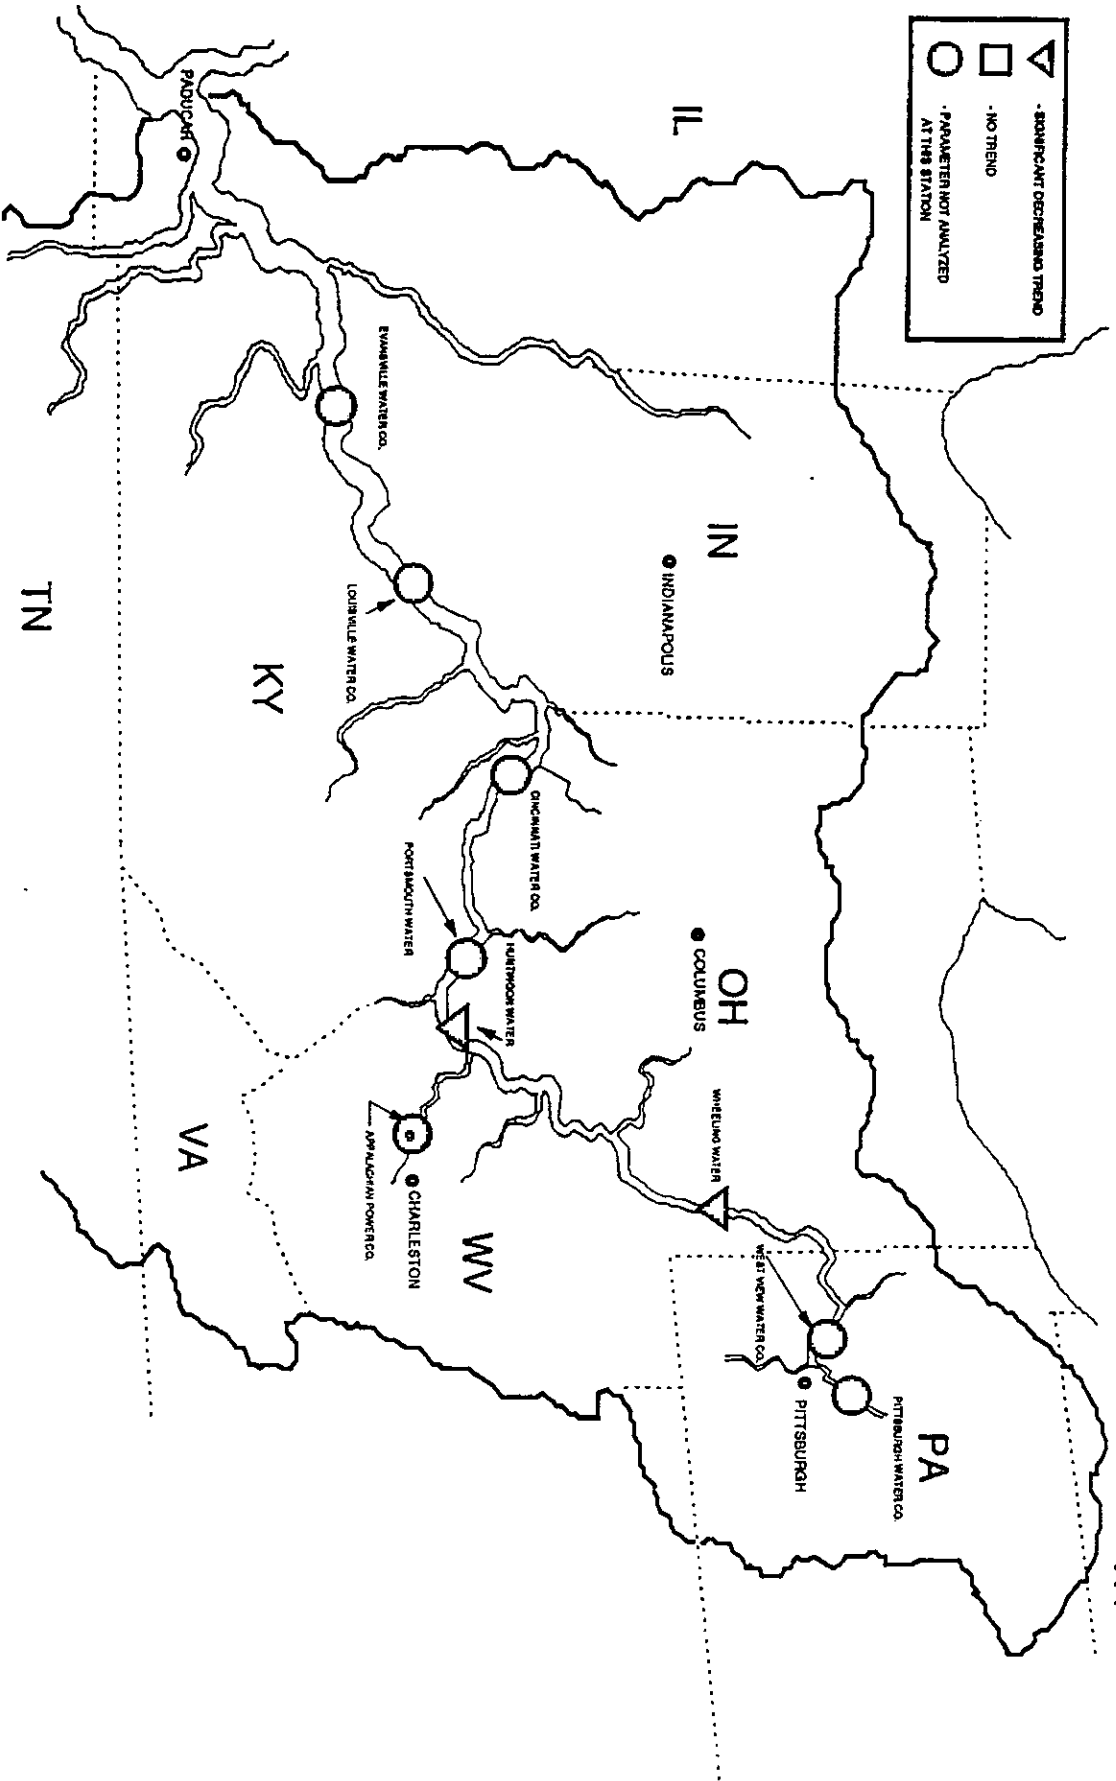 - SIGNIFICANT DECREASING TREND
- NO TREND
- PARAMETER NOT ANALYZED
AT THIS STATION
IL
IN
OH
PA
KY
TN
VA
WV
INDIANAPOLIS
COLUMBUS
PITTSBURGH
CHARLESTON
PADUCAH
EVANSVILLE WATER CO.
LOUISVILLE WATER CO.
CINCINNATI WATER CO.
PORTSMOUTH WATER
WATER
APPALACHIAN POWER CO.
WHEELING WATER
WEST VIEW WATER CO.
PITTSBURGH WATER CO.